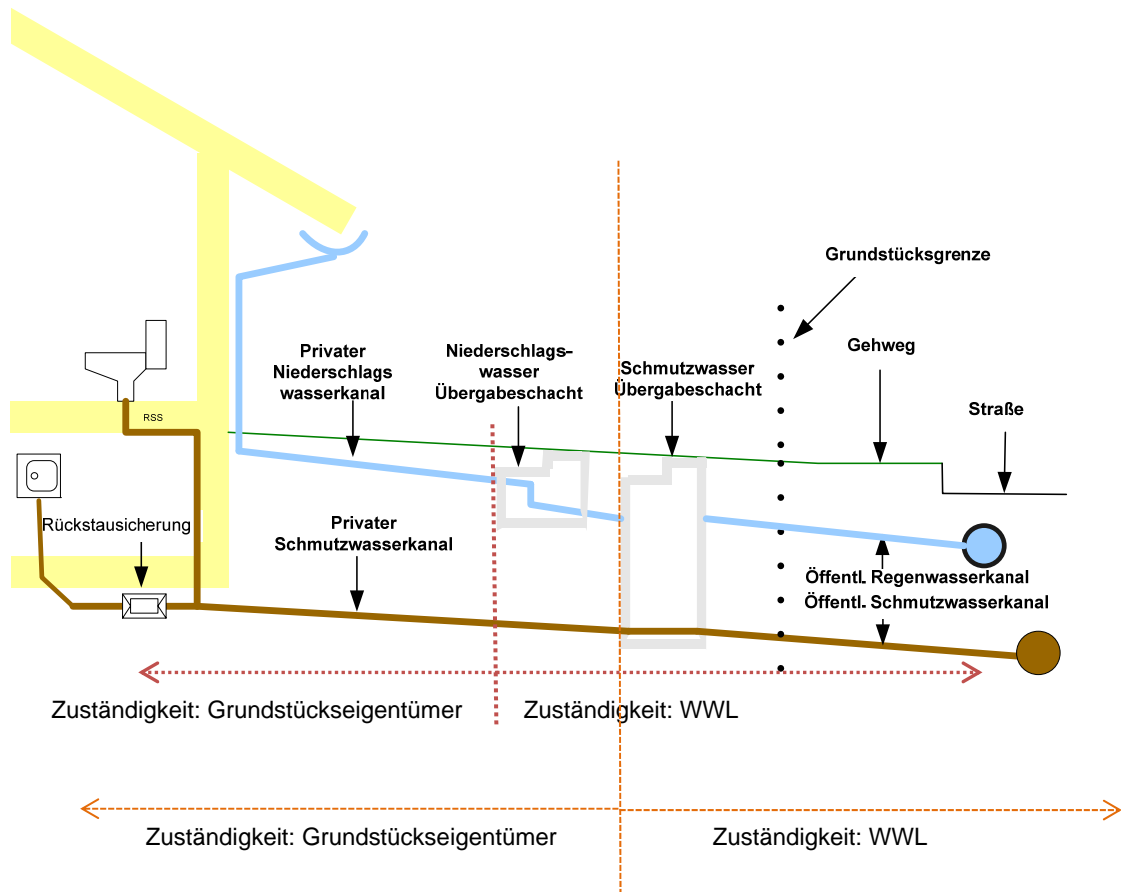 Grundstücksgrenze
Privater
Niederschlags
wasserkanal
Niederschlags-
wasser
Übergabeschacht
Schmutzwasser
Übergabeschacht
Gehweg
Straße
RSS
Rückstausicherung
Privater
Schmutzwasserkanal
Öffentl. Regenwasserkanal
Öffentl. Schmutzwasserkanal
Zuständigkeit: Grundstückseigentümer
Zuständigkeit: WWL
Zuständigkeit: Grundstückseigentümer
Zuständigkeit: WWL